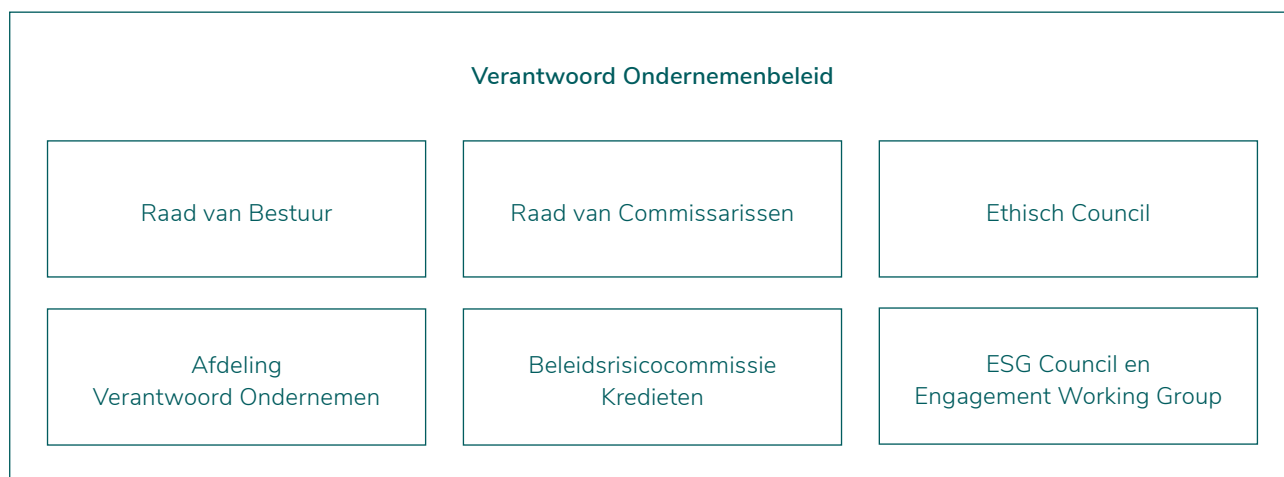 Verantwoord Ondernemenbeleid
Raad van Bestuur
Raad van Commissarissen
Ethisch Council
Afdeling
Verantwoord Ondernemen
Beleidsrisicocommissie
Kredieten
ESG Council en
Engagement Working Group